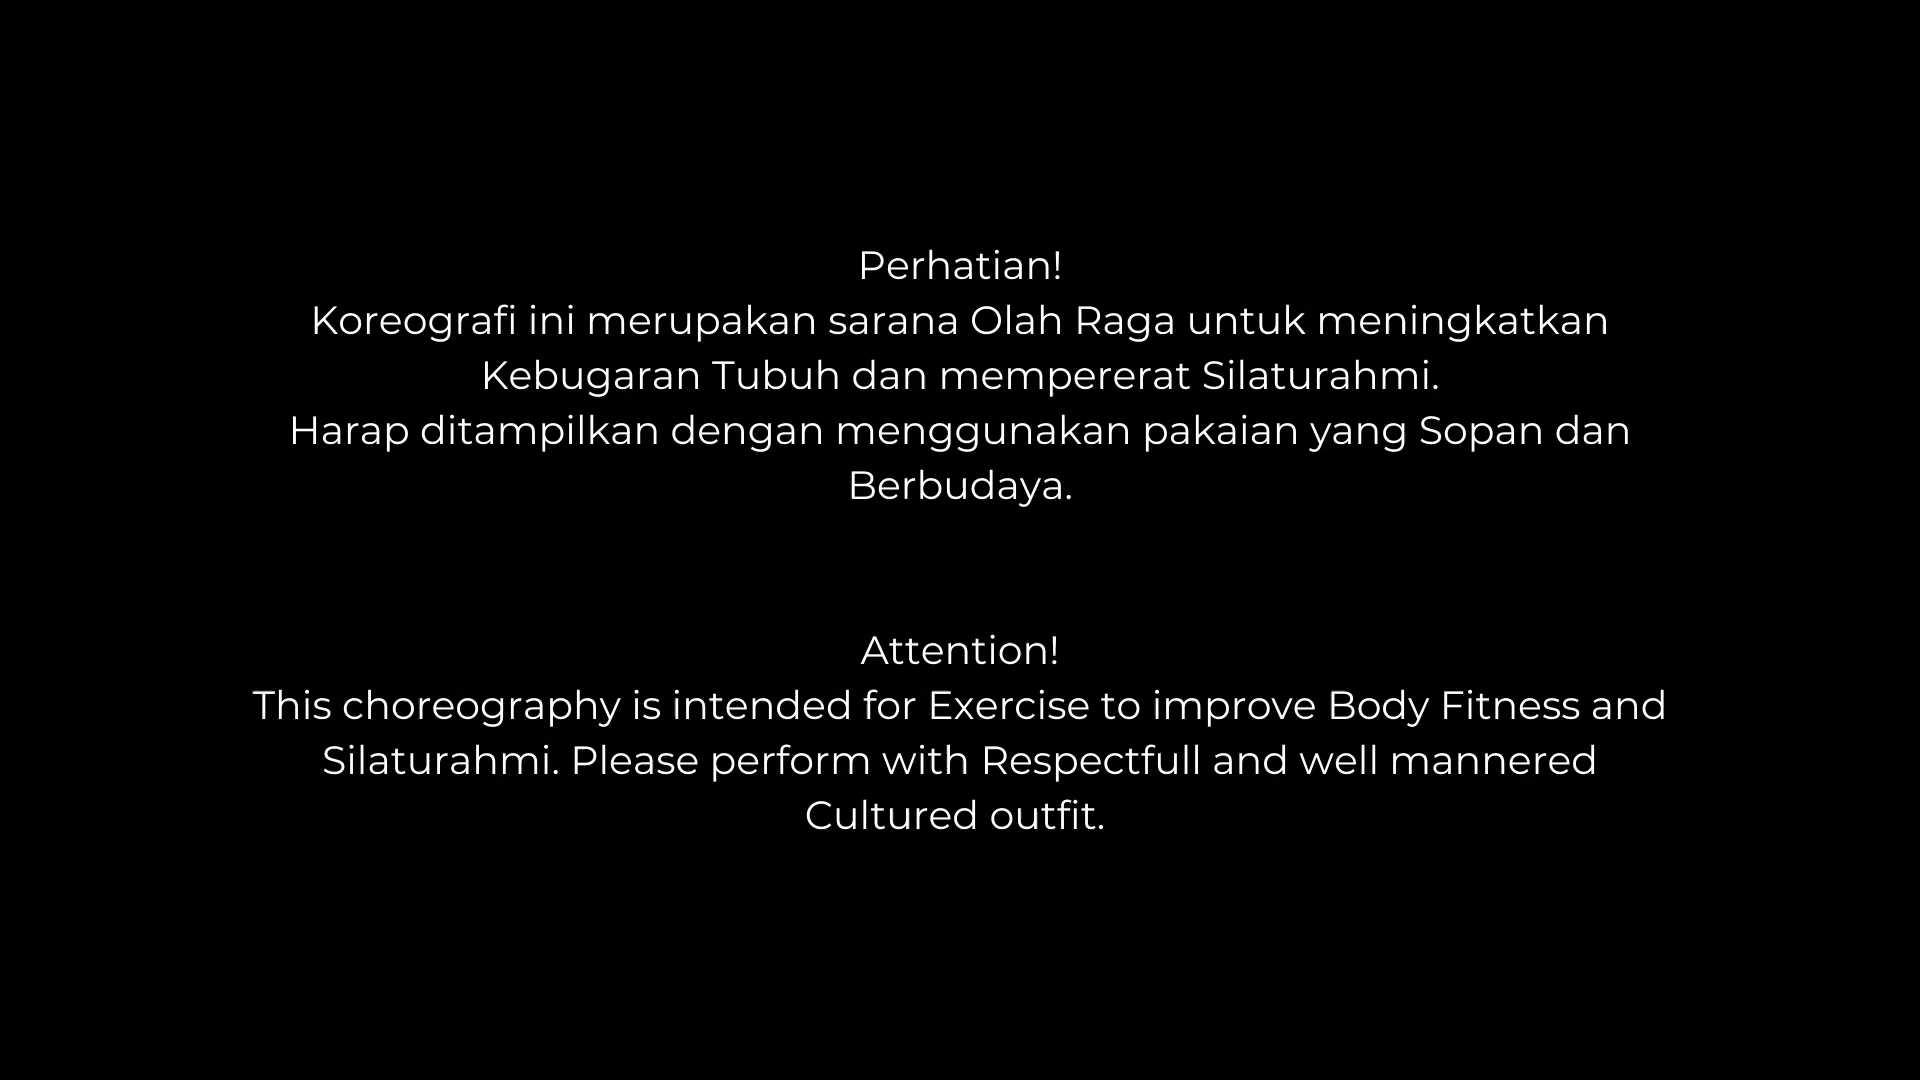 Perhatian!
Koreografi ini merupakan sarana Olah Raga untuk meningkatkan
Kebugaran Tubuh dan mempererat Silaturahmi.
Harap ditampilkan dengan menggunakan pakaian yang Sopan dan
Berbudaya.
Attention!
This choreography is intended for Exercise to improve Body Fitness and
Silaturahmi. Please perform with Respectfull and well mannered
Cultured outfit.